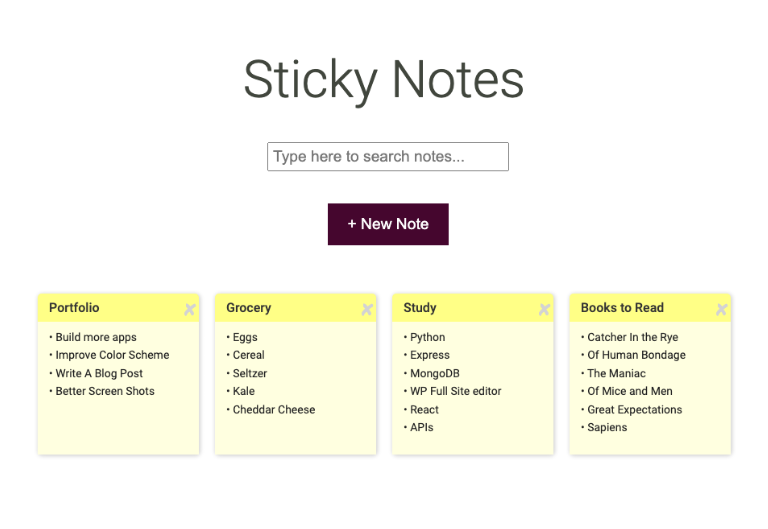 Sticky Notes
Type here to search notes...
+ New Note
Portfolio
• Build more apps
• Improve Color Scheme
• Write A Blog Post
• Better Screen Shots
Grocery
• Eggs
• Cereal
• Seltzer
• Kale
• Cheddar Cheese
Study
• Python
• Express
• MongoDB
• WP Full Site editor
• React
• APIs
Books to Read
• Catcher In the Rye
• Of Human Bondage
• The Maniac
• Of Mice and Men
• Great Expectations
• Sapiens